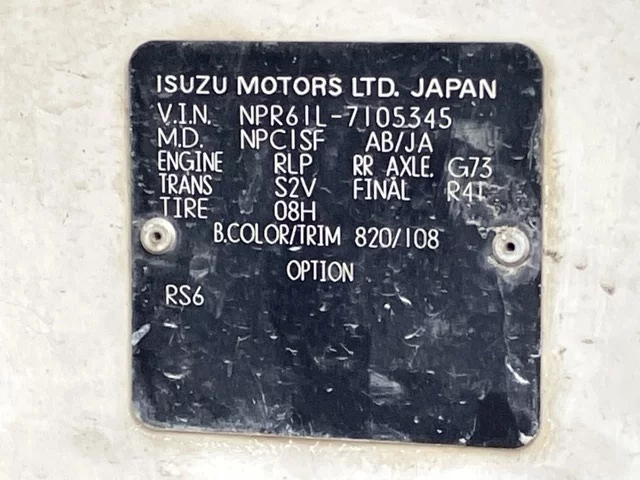 ISUZU MOTORS LTD. JAPAN
V.I.N. NPR61L-7105345
M.D. NPC1SF AB/JA
ENGINE RLP RR AXLE. G73
TRANS S2V FINAL R41
TIRE 08H
B.COLOR/TRIM 820/108
OPTION
RS6